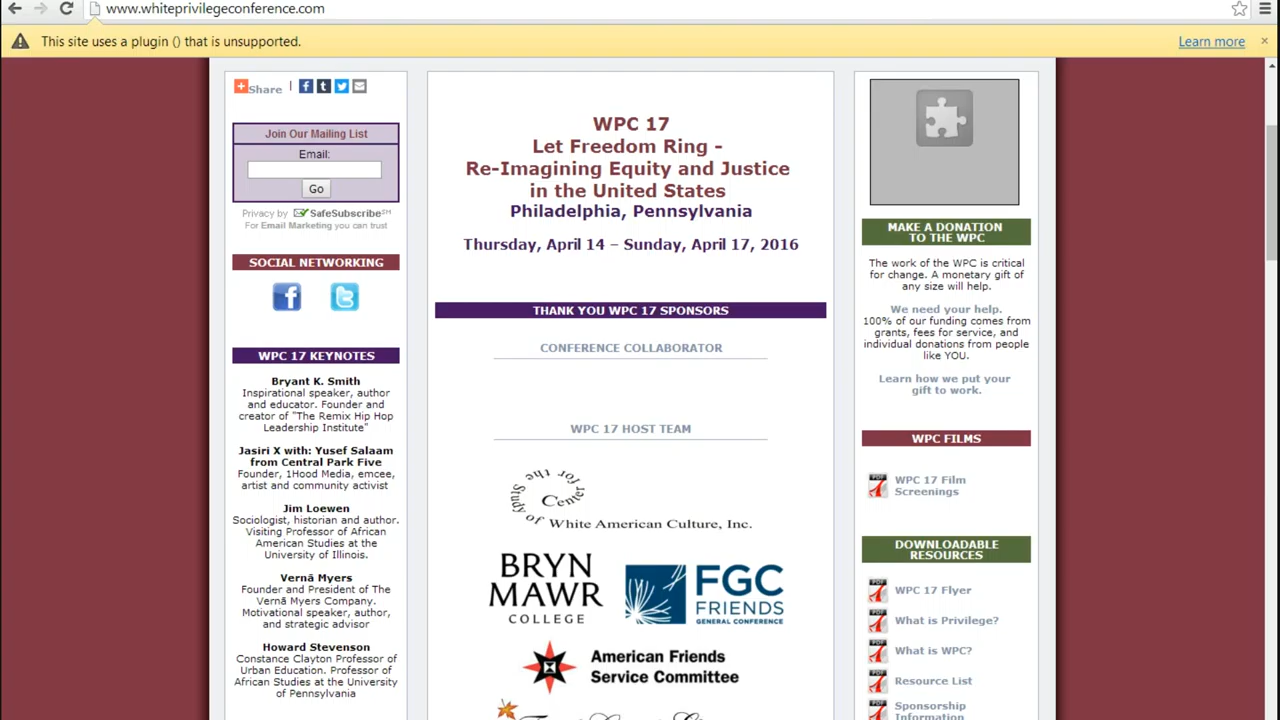 www.whiteprivilegeconference.com
This site uses a plugin () that is unsupported.
Learn more
×
Share |
Join Our Mailing List
Email:
Go
Privacy by SafeSubscribe℠
For Email Marketing you can trust
SOCIAL NETWORKING
WPC 17 KEYNOTES
Bryant K. Smith
Inspirational speaker, author
and educator. Founder and
creator of "The Remix Hip Hop
Leadership Institute"
Jasiri X with: Yusef Salaam
from Central Park Five
Founder, 1Hood Media, emcee,
artist and community activist
Jim Loewen
Sociologist, historian and author.
Visiting Professor of African
American Studies at the
University of Illinois.
Vernā Myers
Founder and President of The
Vernā Myers Company.
Motivational speaker, author,
and strategic advisor
Howard Stevenson
Constance Clayton Professor of
Urban Education. Professor of
African Studies at the University
of Pennsylvania
WPC 17
Let Freedom Ring -
Re-Imagining Equity and Justice
in the United States
Philadelphia, Pennsylvania
Thursday, April 14 – Sunday, April 17, 2016
THANK YOU WPC 17 SPONSORS
CONFERENCE COLLABORATOR
WPC 17 HOST TEAM
Center for the Study of
White American Culture, Inc.
BRYN
MAWR
COLLEGE
FGC
FRIENDS
GENERAL CONFERENCE
American Friends
Service Committee
MAKE A DONATION
TO THE WPC
The work of the WPC is critical
for change. A monetary gift of
any size will help.
We need your help.
100% of our funding comes from
grants, fees for service, and
individual donations from people
like YOU.
Learn how we put your
gift to work.
WPC FILMS
WPC 17 Film
Screenings
DOWNLOADABLE
RESOURCES
WPC 17 Flyer
What is Privilege?
What is WPC?
Resource List
Sponsorship
Information